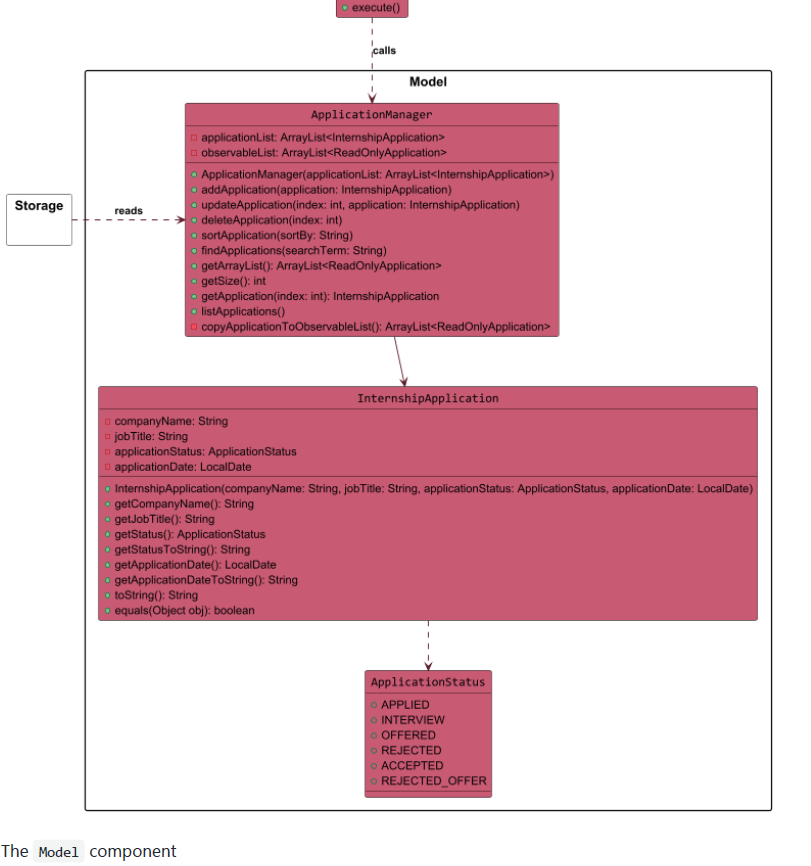 execute()
calls
Model
ApplicationManager
applicationList: ArrayList<InternshipApplication>
observableList: ArrayList<ReadOnlyApplication>
ApplicationManager(applicationList: ArrayList<InternshipApplication>)
addApplication(application: InternshipApplication)
updateApplication(index: int, application: InternshipApplication)
deleteApplication(index: int)
sortApplication(sortBy: String)
findApplications(searchTerm: String)
getArrayList(): ArrayList<ReadOnlyApplication>
getSize(): int
getApplication(index: int): InternshipApplication
listApplications()
copyApplicationToObservableList(): ArrayList<ReadOnlyApplication>
Storage
reads
InternshipApplication
companyName: String
jobTitle: String
applicationStatus: ApplicationStatus
applicationDate: LocalDate
InternshipApplication(companyName: String, jobTitle: String, applicationStatus: ApplicationStatus, applicationDate: LocalDate)
getCompanyName(): String
getJobTitle(): String
getStatus(): ApplicationStatus
getStatusToString(): String
getApplicationDate(): LocalDate
getApplicationDateToString(): String
toString(): String
equals(Object obj): boolean
ApplicationStatus
APPLIED
INTERVIEW
OFFERED
REJECTED
ACCEPTED
REJECTED_OFFER
The Model component